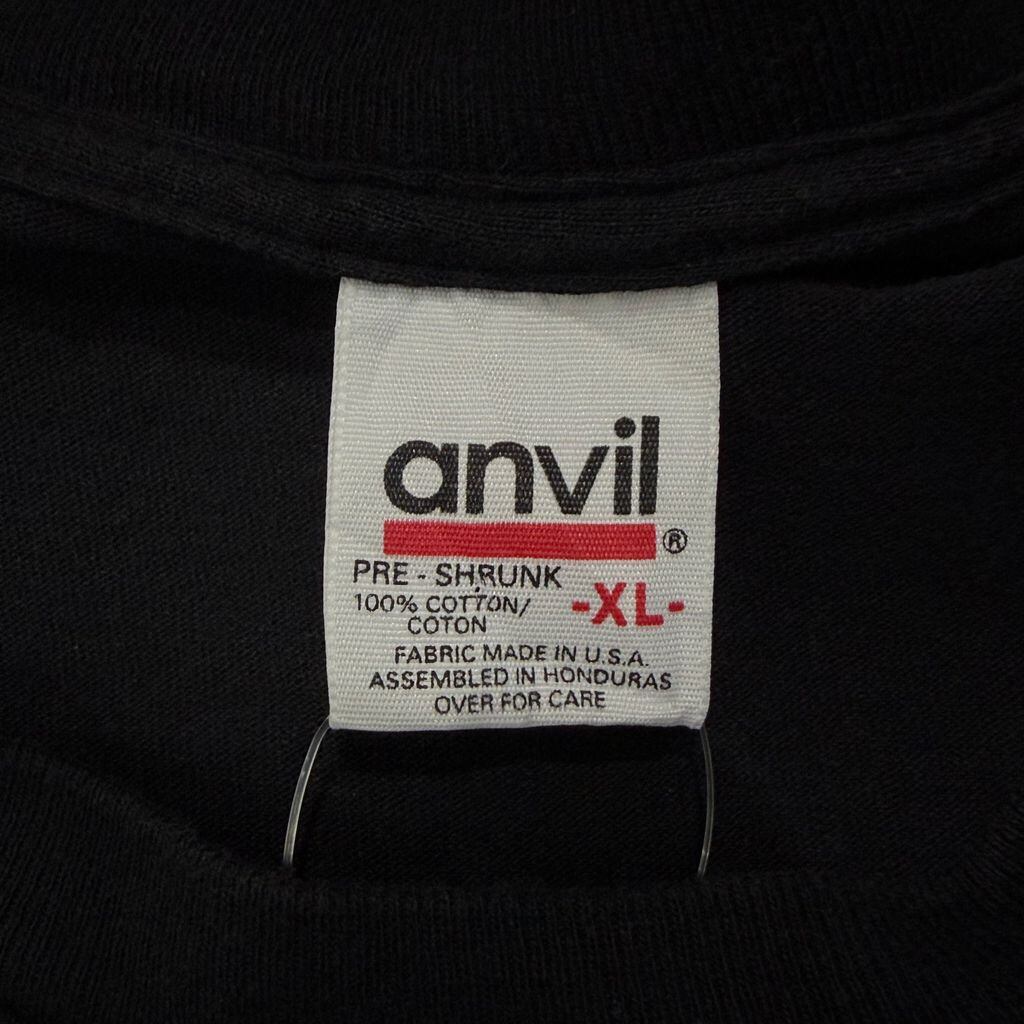 anvil
®
PRE - SHRUNK
100% COTTON/
COTON
-XL-
FABRIC MADE IN U.S.A.
ASSEMBLED IN HONDURAS
OVER FOR CARE